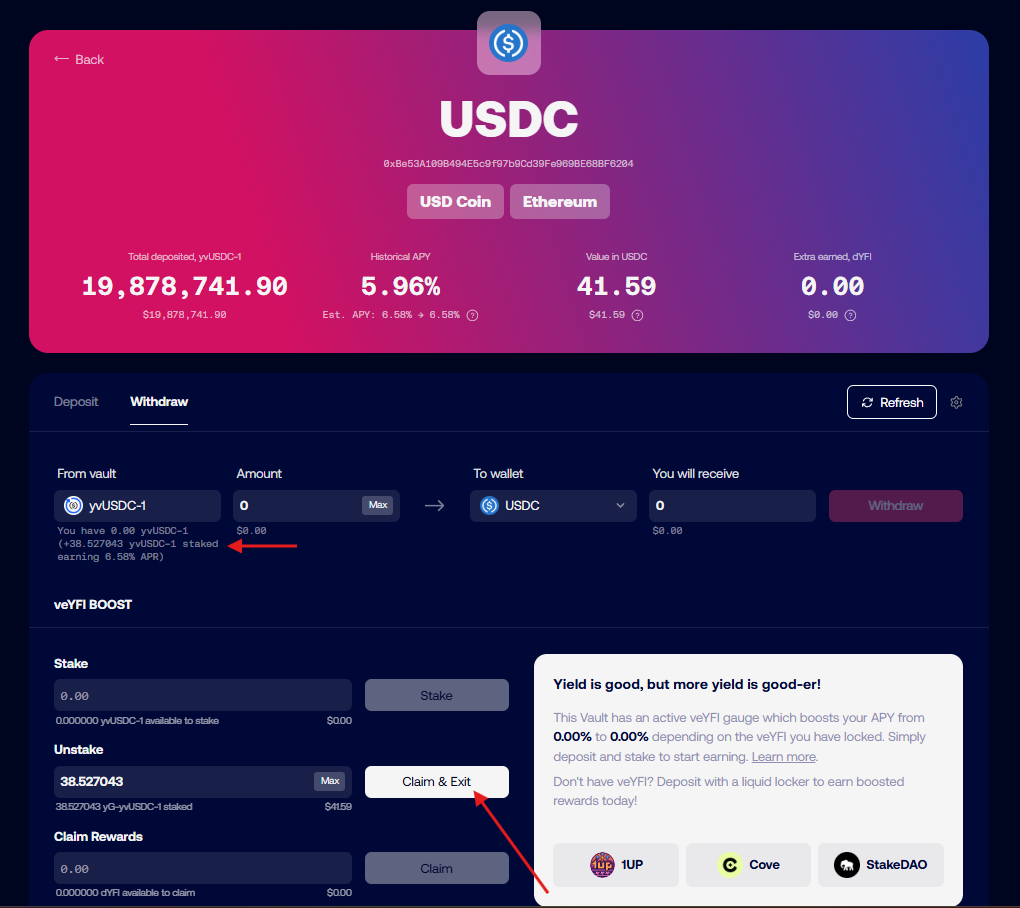 ← Back
USDC
0xBe53A109B494E5c9f97b9Cd39Fe969BE68BF6204
USD Coin
Ethereum
Total deposited, yvUSDC-1
19,878,741.90
$19,878,741.90
Historical APY
5.96%
Est. APY: 6.58% → 6.58% ?
Value in USDC
41.59
$41.59 ?
Extra earned, dYFI
0.00
$0.00 ?
Deposit
Withdraw
Refresh
From vault
yvUSDC-1
You have 0.00 yvUSDC-1
(+38.527043 yvUSDC-1 staked
earning 6.58% APR)
Amount
0
Max
$0.00
To wallet
USDC
You will receive
0
$0.00
Withdraw
veYFI BOOST
Stake
0.00
Stake
0.000000 yvUSDC-1 available to stake
$0.00
Unstake
38.527043
Max
Claim & Exit
38.527043 yG-yvUSDC-1 staked
$41.59
Claim Rewards
0.00
Claim
0.000000 dYFI available to claim
$0.00
Yield is good, but more yield is good-er!
This Vault has an active veYFI gauge which boosts your APY from
0.00% to 0.00% depending on the veYFI you have locked. Simply
deposit and stake to start earning. Learn more.
Don't have veYFI? Deposit with a liquid locker to earn boosted
rewards today!
1UP
1UP
Cove
StakeDAO